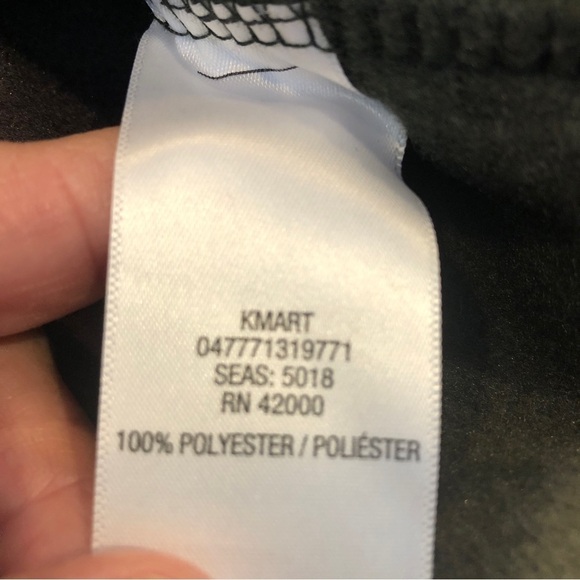 KMART
047771319771
SEAS: 5018
RN 42000
100% POLYESTER / POLIÉSTER